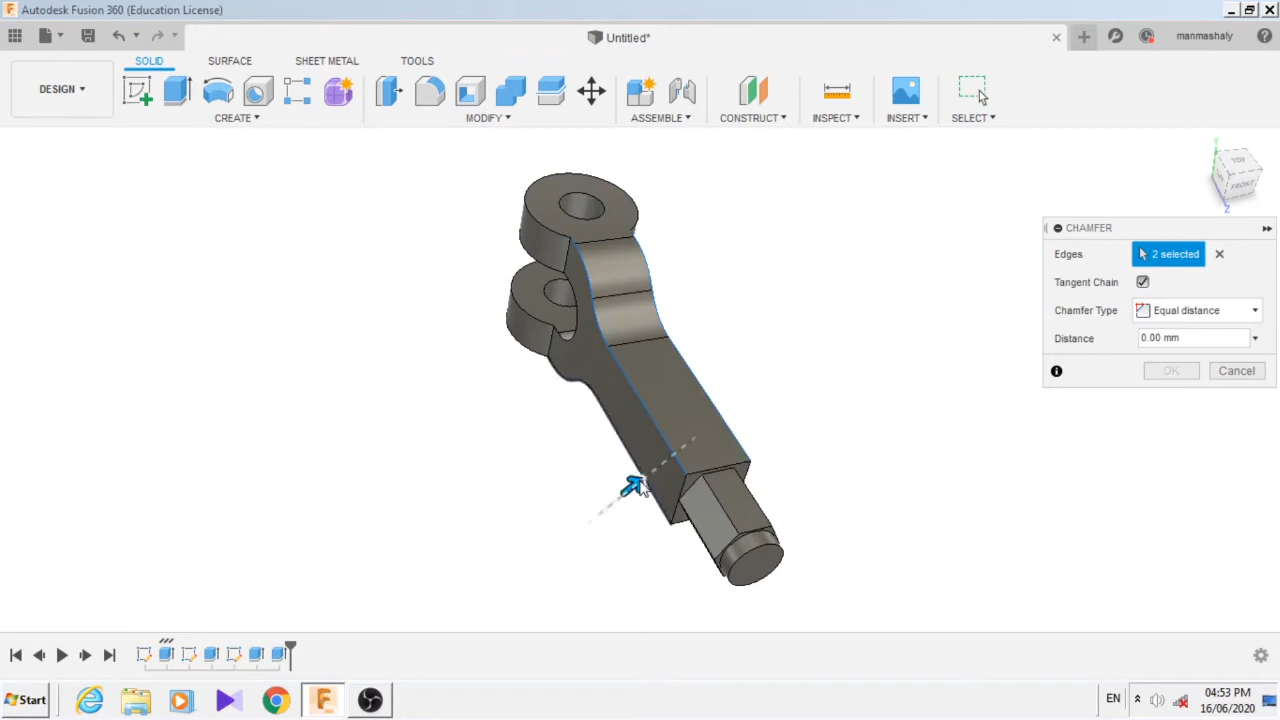 Autodesk Fusion 360 (Education License)
Untitled*
manmashaly
SOLID SURFACE SHEET METAL TOOLS
DESIGN
CREATE MODIFY ASSEMBLE CONSTRUCT INSPECT INSERT SELECT
TOP
FRONT
Z
CHAMFER
Edges 2 selected
Tangent Chain
Chamfer Type Equal distance
Distance 0.00 mm
OK Cancel
Start
EN
04:53 PM
16/06/2020